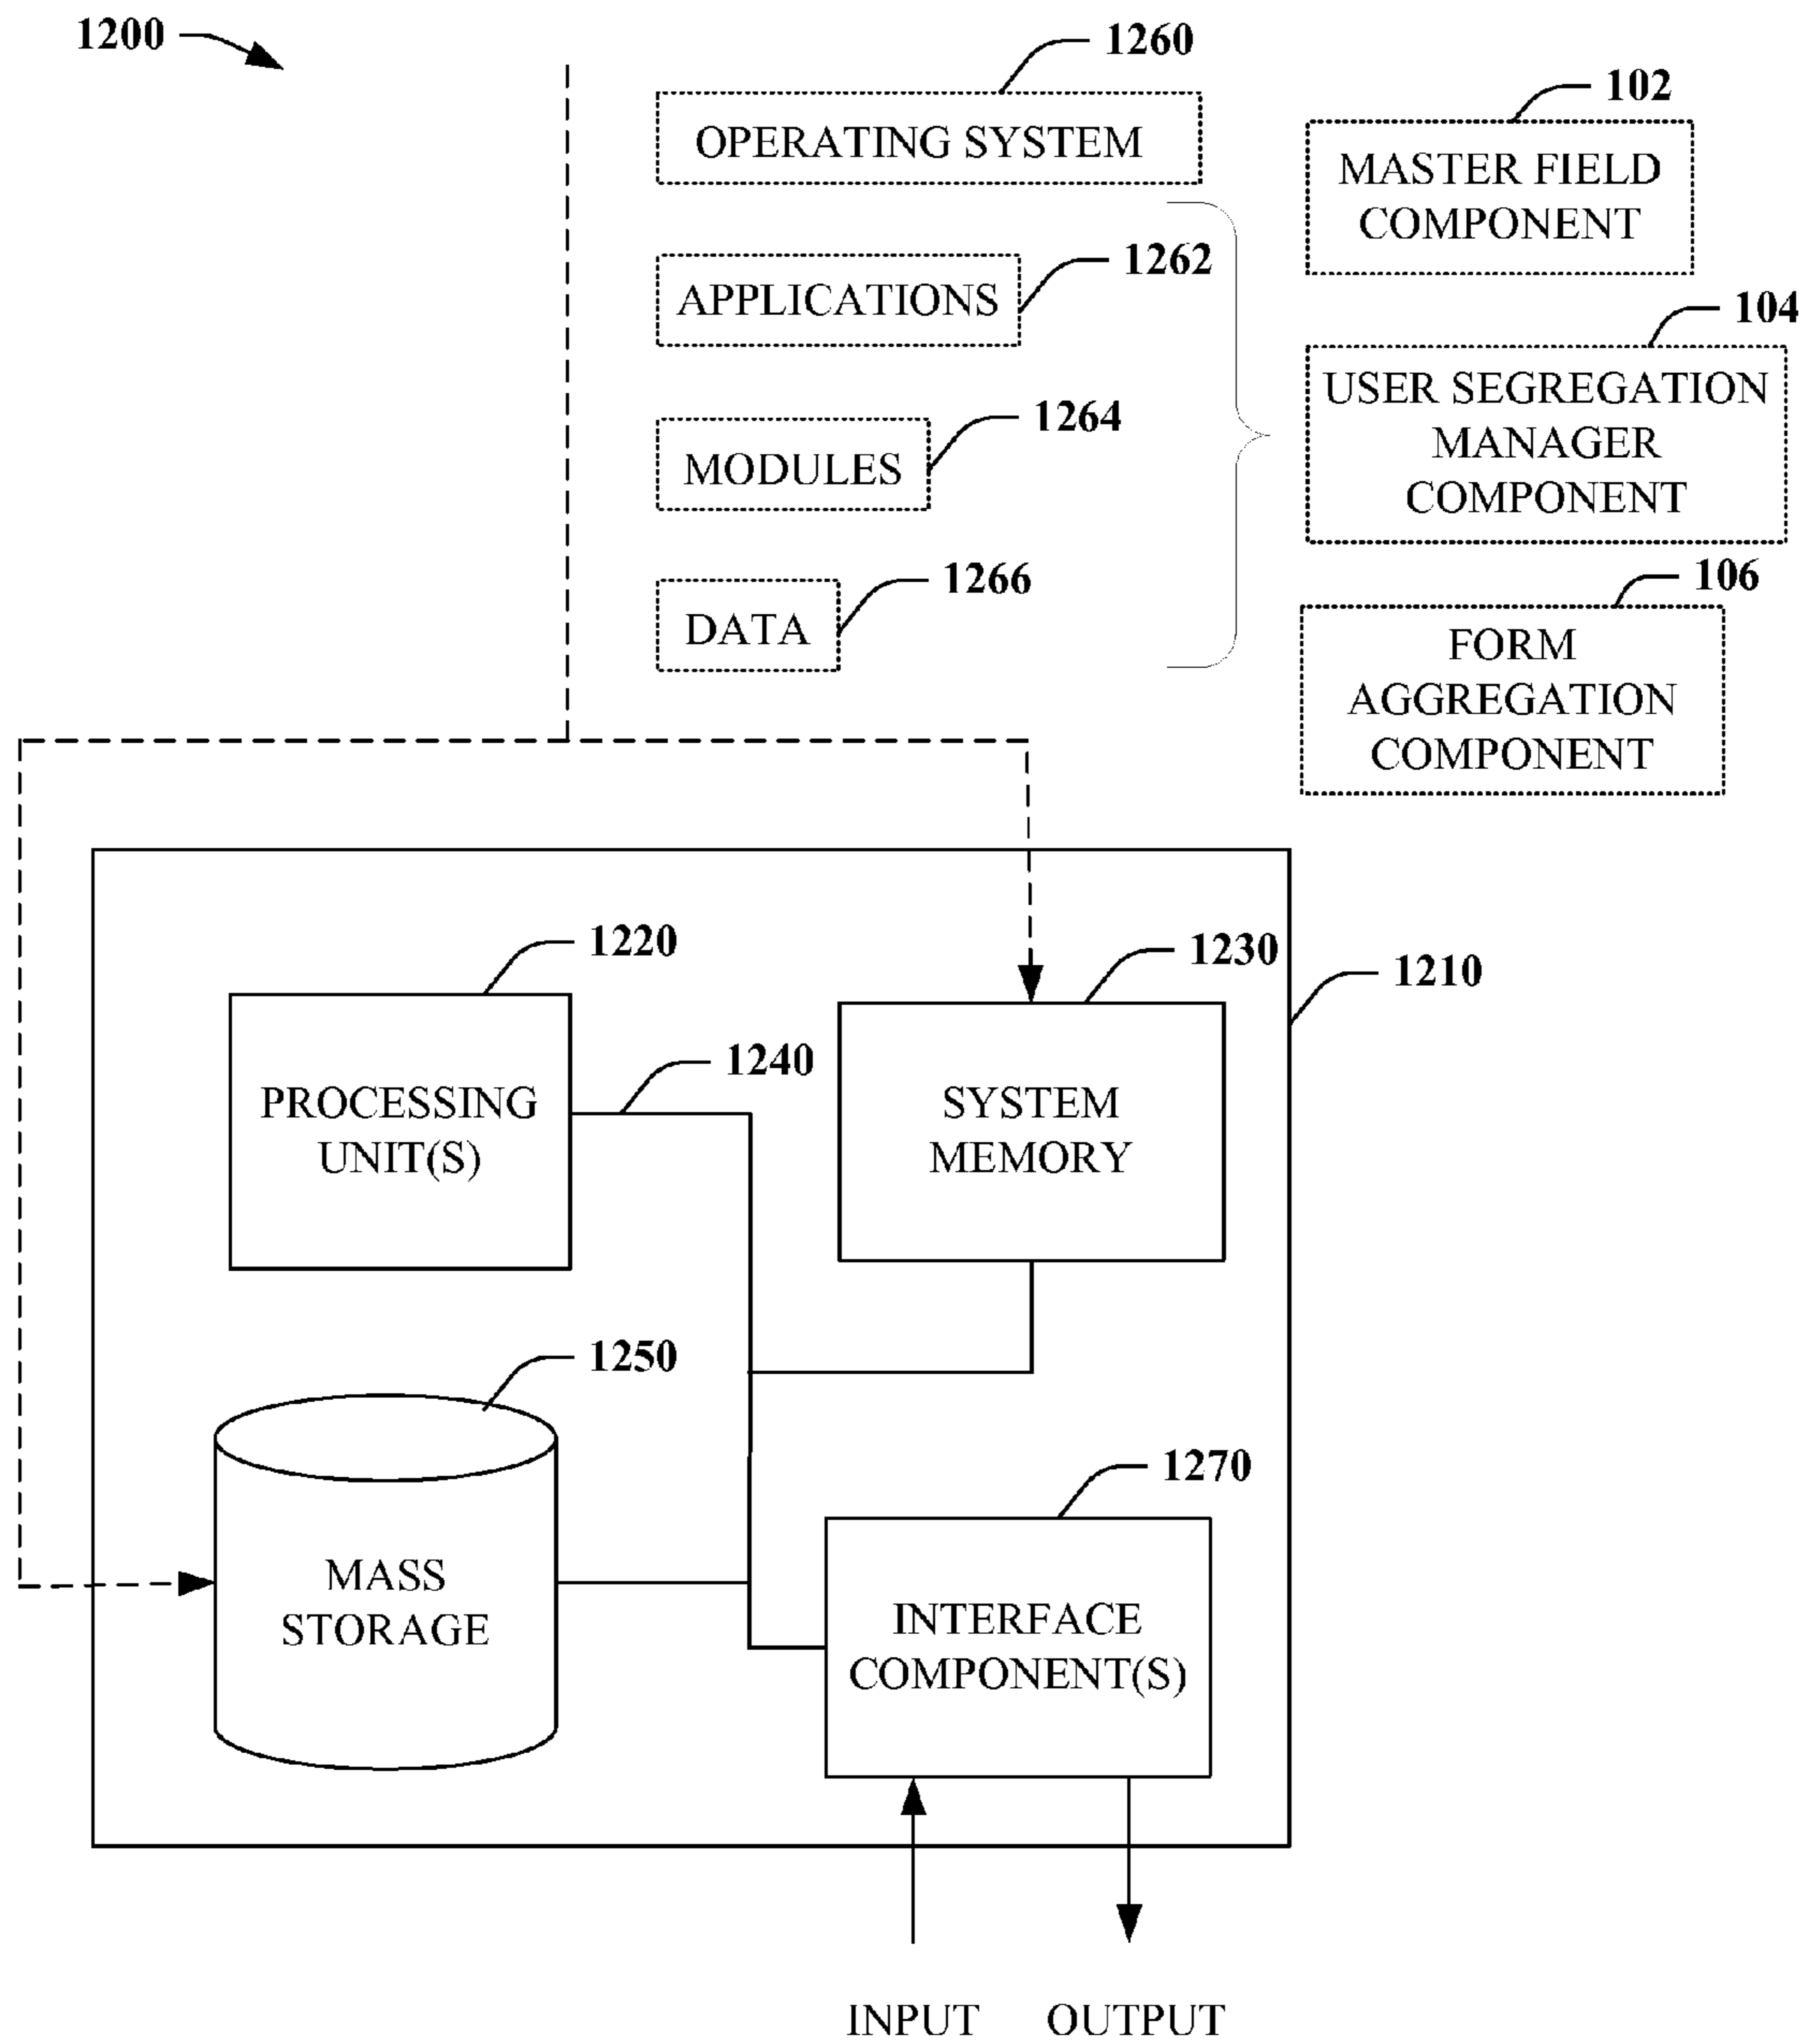 1200
1260
OPERATING SYSTEM
102
MASTER FIELD
COMPONENT
1262
APPLICATIONS
104
USER SEGREGATION
MANAGER
COMPONENT
1264
MODULES
1266
DATA
106
FORM
AGGREGATION
COMPONENT
1220
PROCESSING
UNIT(S)
1230
1210
1240
SYSTEM
MEMORY
1250
MASS
STORAGE
1270
INTERFACE
COMPONENT(S)
INPUT
OUTPUT